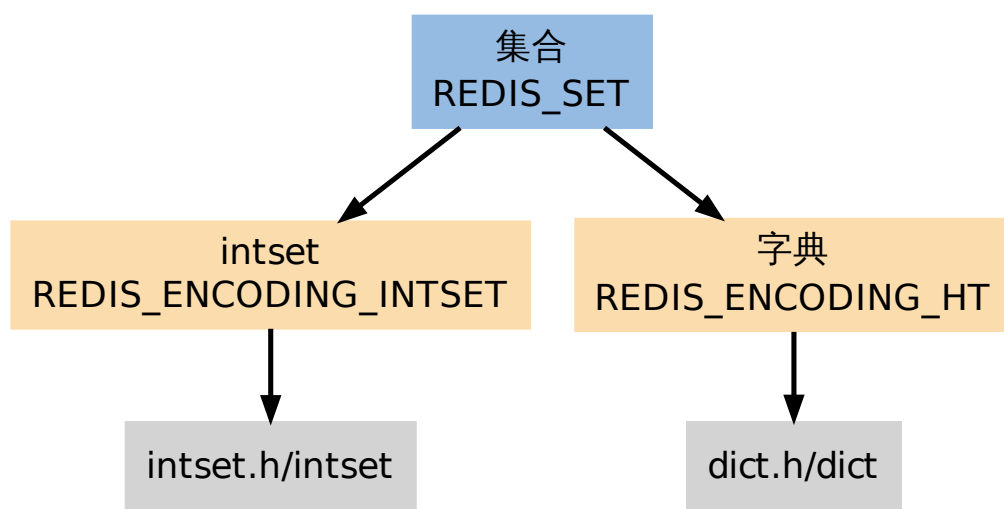 集合
REDIS_SET
intset
REDIS_ENCODING_INTSET
字典
REDIS_ENCODING_HT
intset.h/intset
dict.h/dict